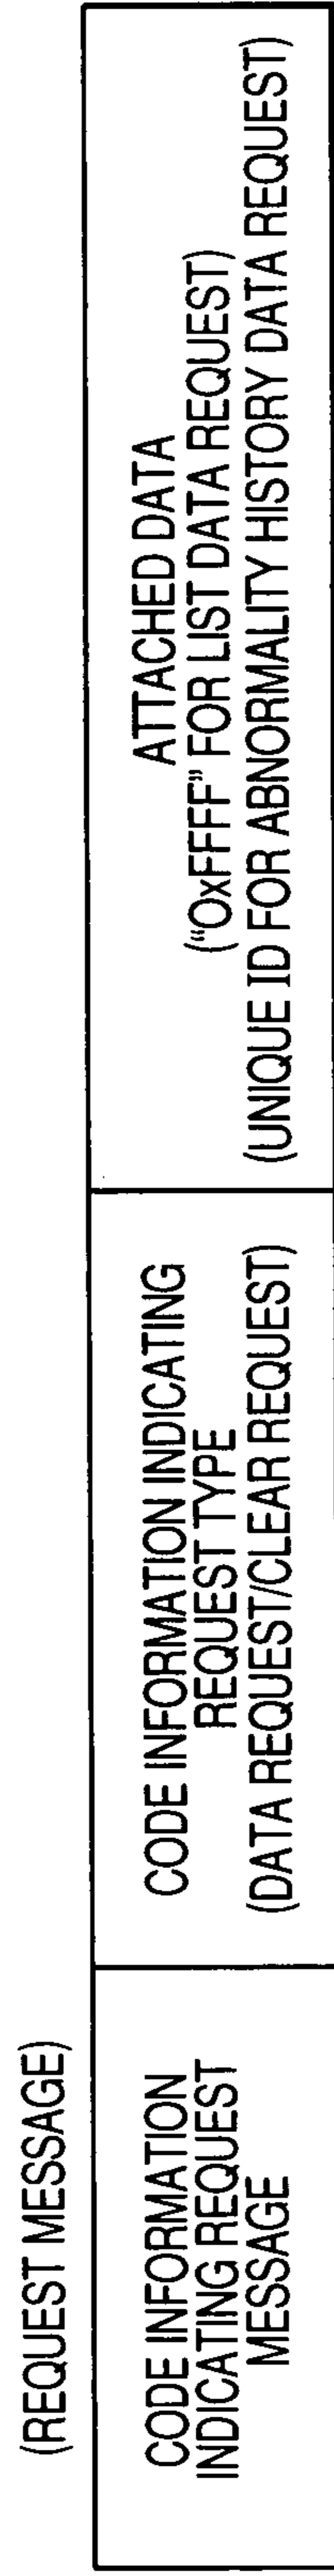 (REQUEST MESSAGE)
CODE INFORMATION
INDICATING REQUEST
MESSAGE
CODE INFORMATION INDICATING
REQUEST TYPE
(DATA REQUEST/CLEAR REQUEST)
ATTACHED DATA
("0xFFFF" FOR LIST DATA REQUEST)
(UNIQUE ID FOR ABNORMALITY HISTORY DATA REQUEST)